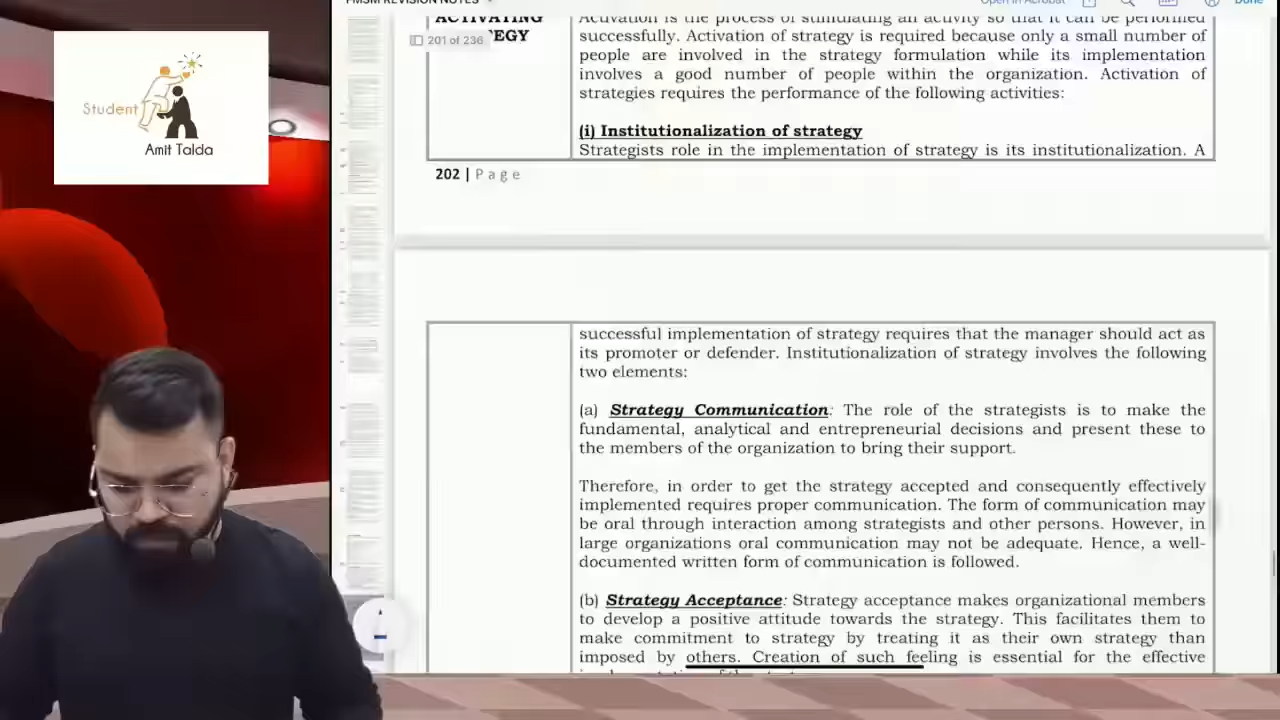 FMSM REVISION NOTES
Open in Acrobat
Done
Student
Amit Talda
ACTIVATING
201 of 236
EGY
Activation is the process of stimulating an activity so that it can be performed
successfully. Activation of strategy is required because only a small number of
people are involved in the strategy formulation while its implementation
involves a good number of people within the organization. Activation of
strategies requires the performance of the following activities:
(i) Institutionalization of strategy
Strategists role in the implementation of strategy is its institutionalization. A
202 | Page
successful implementation of strategy requires that the manager should act as
its promoter or defender. Institutionalization of strategy involves the following
two elements:
(a) Strategy Communication: The role of the strategists is to make the
fundamental, analytical and entrepreneurial decisions and present these to
the members of the organization to bring their support.
Therefore, in order to get the strategy accepted and consequently effectively
implemented requires proper communication. The form of communication may
be oral through interaction among strategists and other persons. However, in
large organizations oral communication may not be adequate. Hence, a well-
documented written form of communication is followed.
(b) Strategy Acceptance: Strategy acceptance makes organizational members
to develop a positive attitude towards the strategy. This facilitates them to
make commitment to strategy by treating it as their own strategy than
imposed by others. Creation of such feeling is essential for the effective